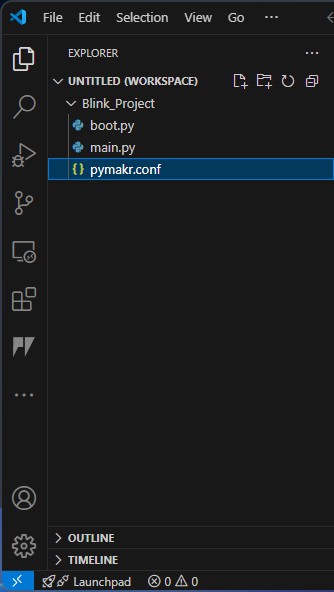 File Edit View Go ...
EXPLORER ...
UNTITLED (WORKSPACE)
Blink_Project
boot.py
main.py
{} pymakr.conf
OUTLINE
TIMELINE
Launchpad 0 0